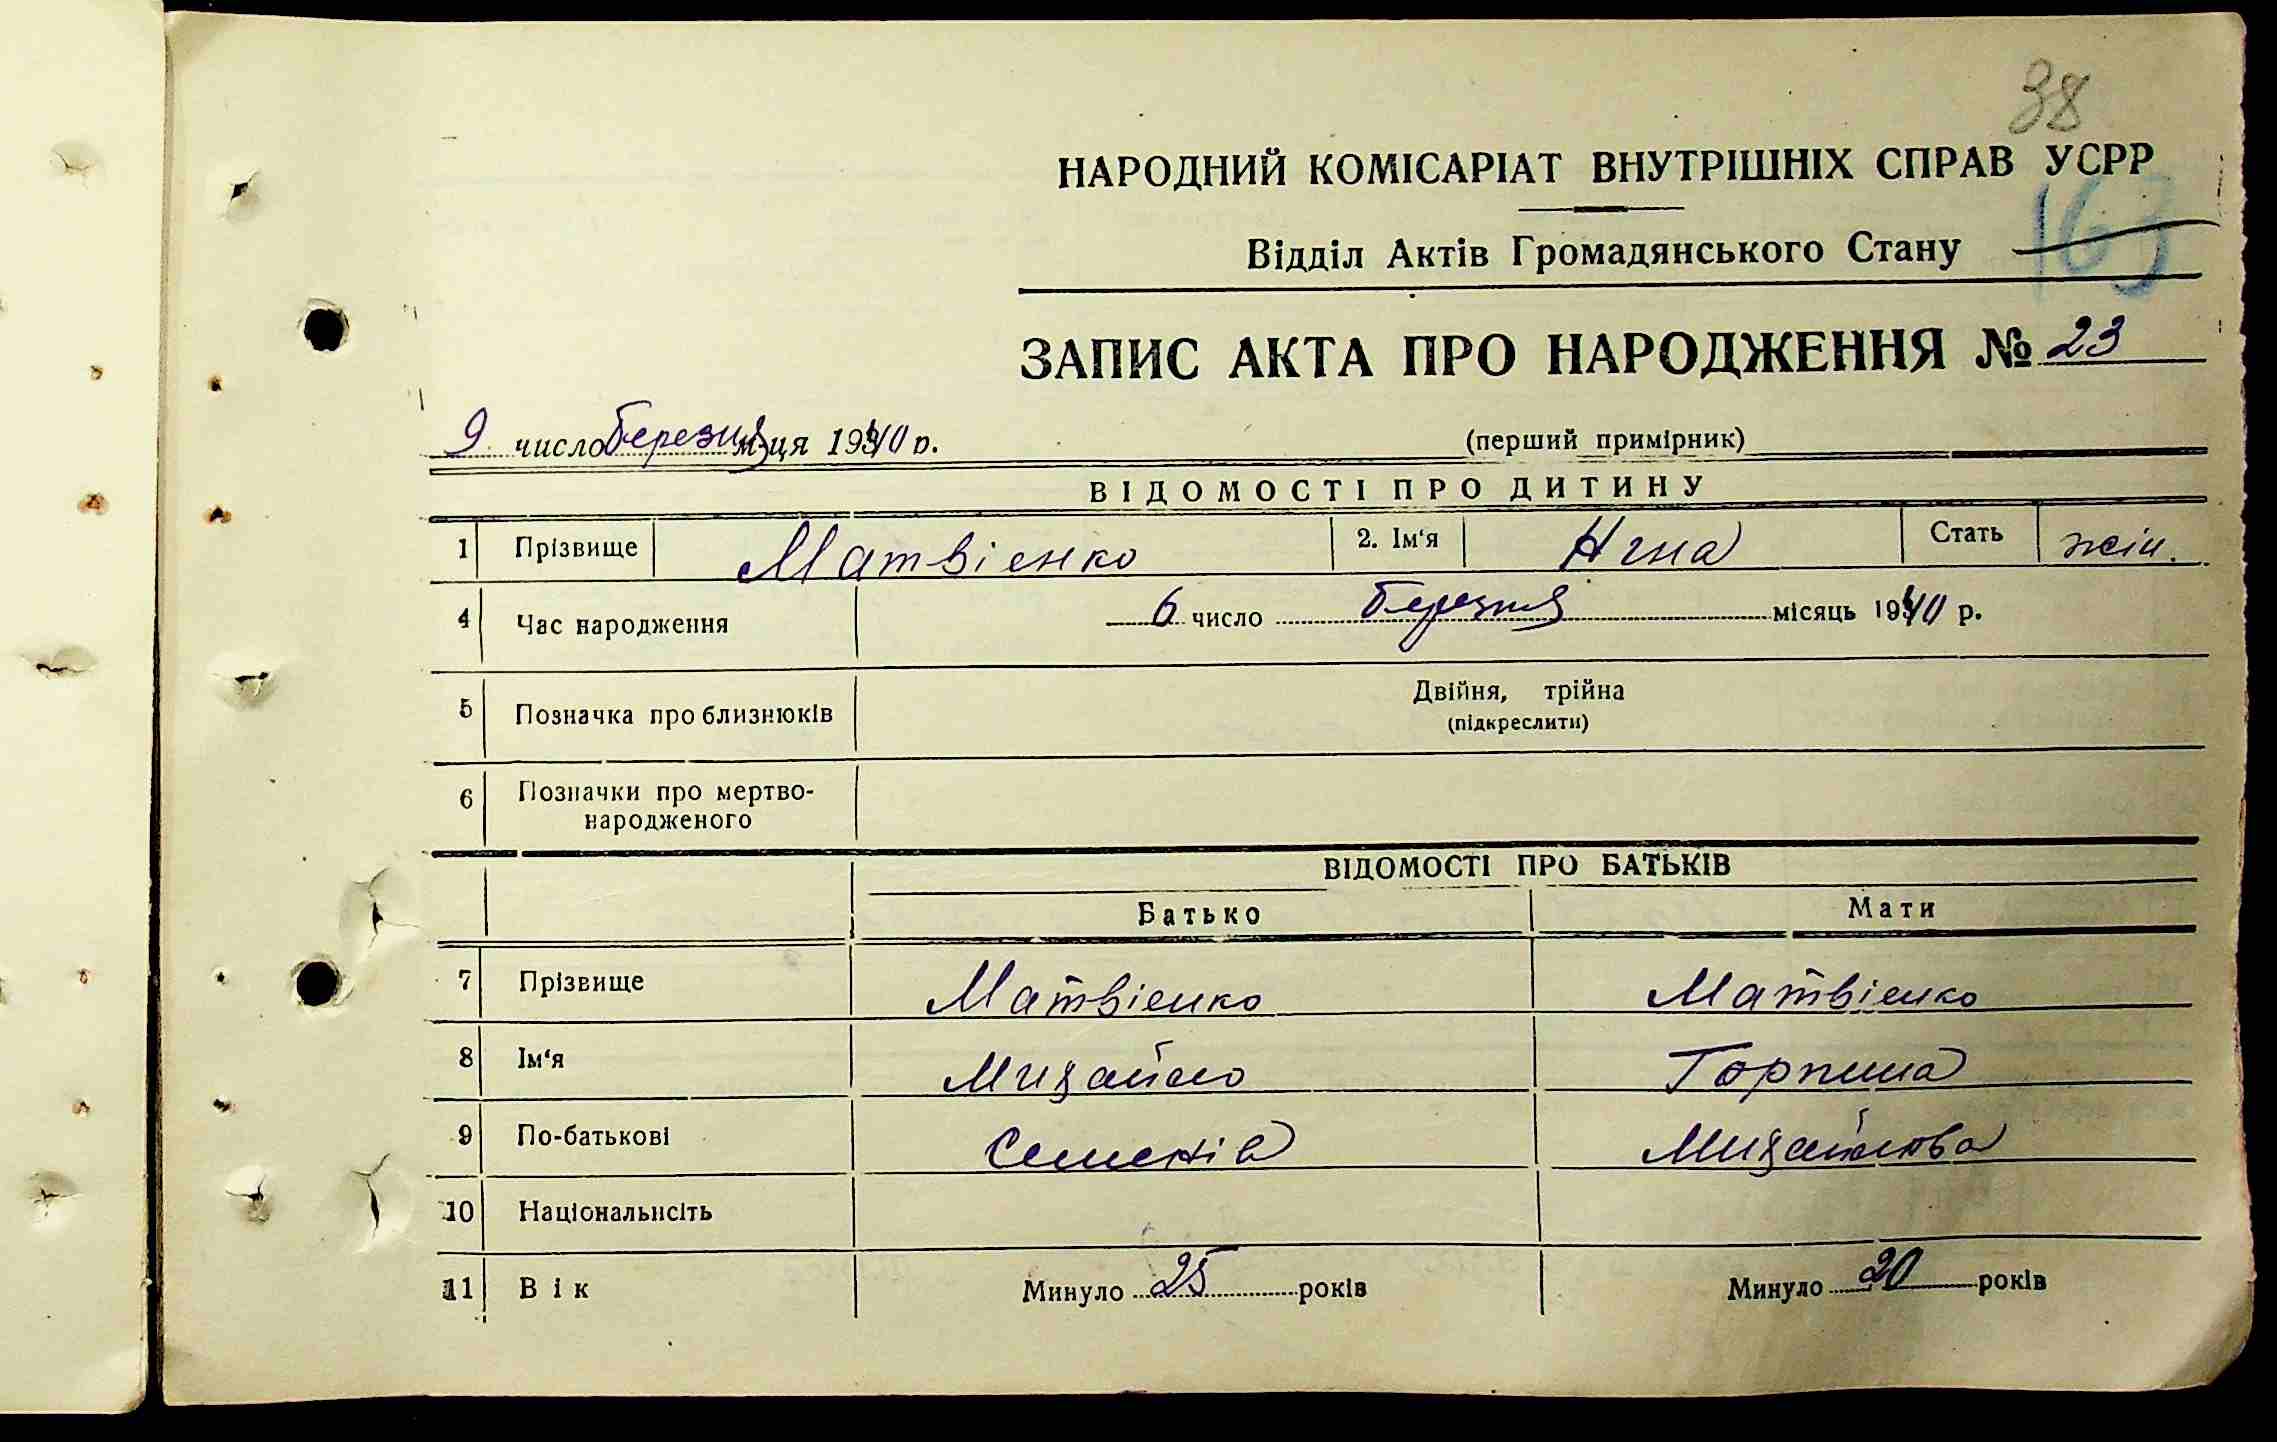 38
НАРОДНИЙ КОМІСАРІАТ ВНУТРІШНІХ СПРАВ УСРР
163
Відділ Актів Громадянського Стану
ЗАПИС АКТА ПРО НАРОДЖЕННЯ № 23
9 число березня м-ця 1940 р. (перший примірник)
ВІДОМОСТІ ПРО ДИТИНУ
1 Прізвище Матвієнко 2. Ім'я Ніна Стать жін.
4 Час народження 6 число березня місяць 1940 р.
5 Позначка про близнюків Двійня, трійна
(підкреслити)
6 Позначки про мертво-
народженого
ВІДОМОСТІ ПРО БАТЬКІВ
Батько Мати
7 Прізвище Матвієнко Матвієнко
8 Ім'я Михайло Горпина
9 По-батькові Семенів Михайлова
10 Національність
11 Вік Минуло 25 років Минуло 20 років